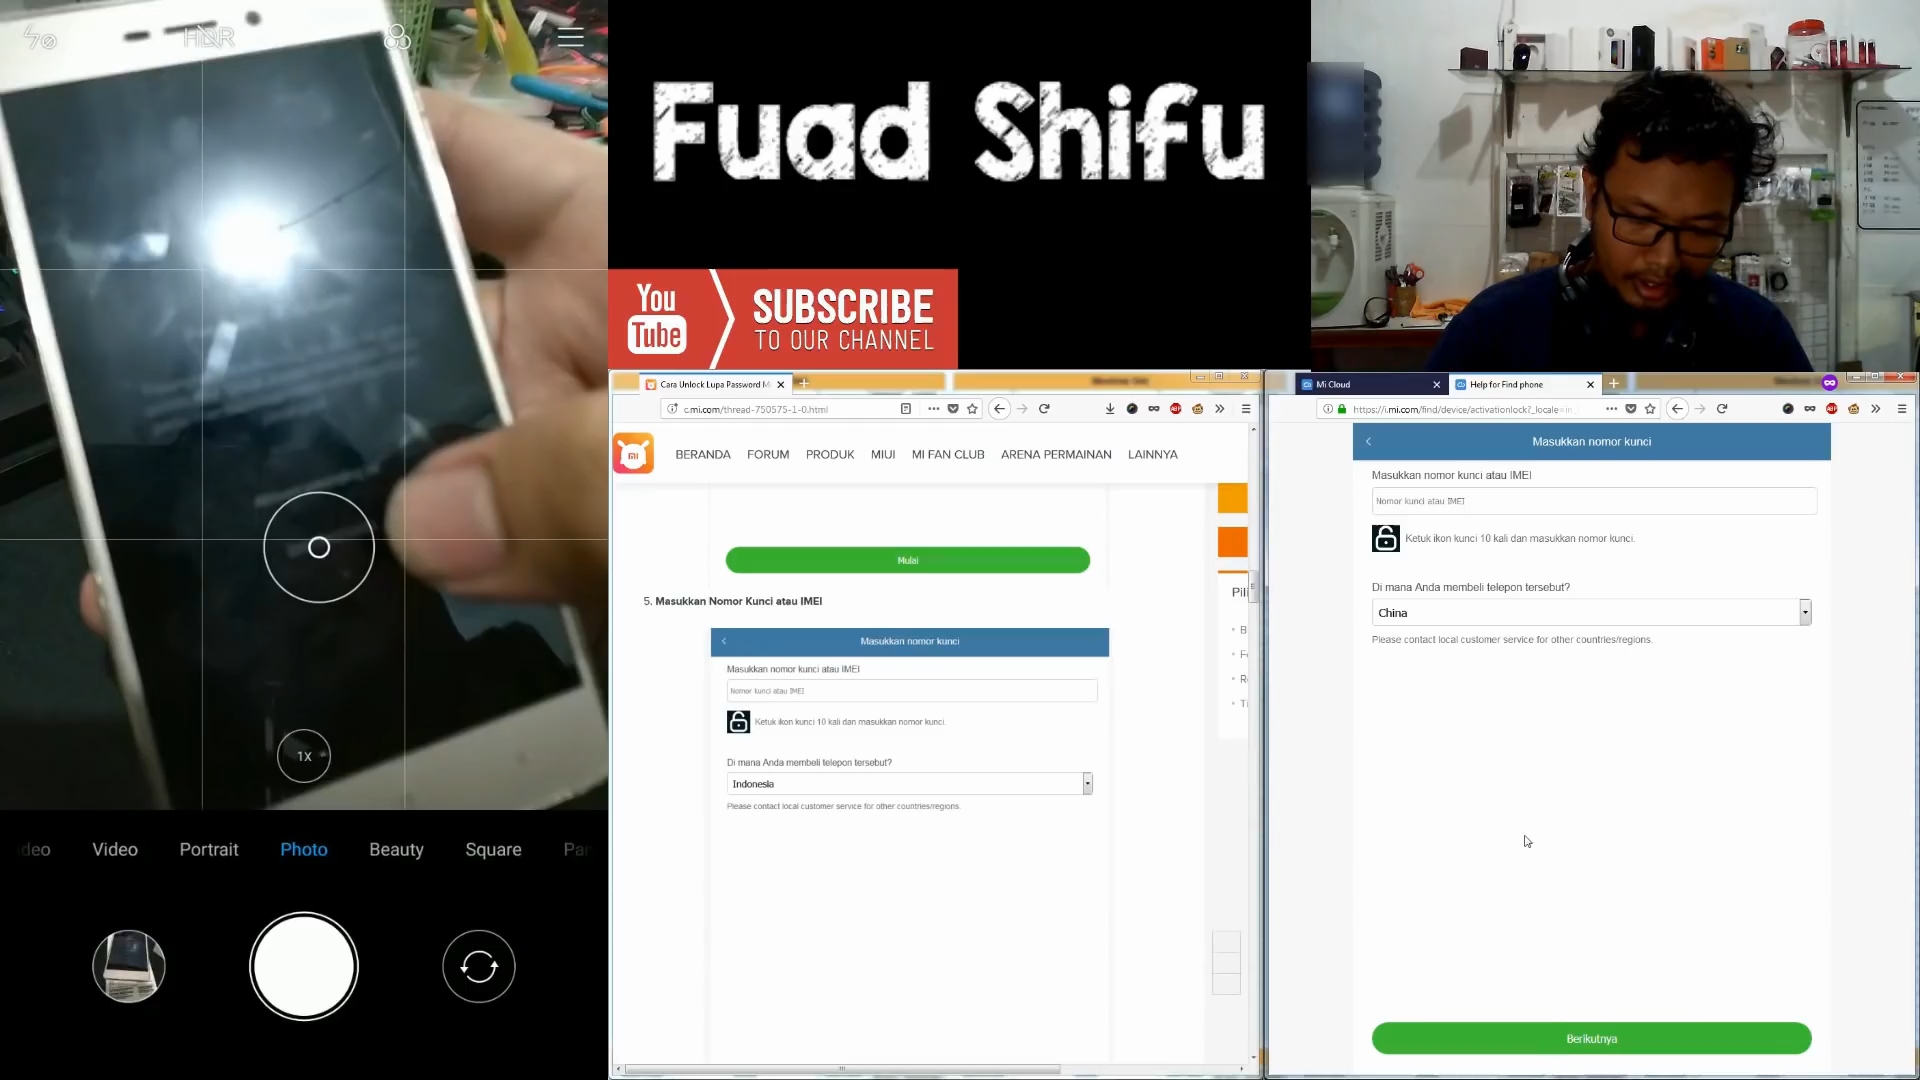 HDR
1X
Video
Portrait
Photo
Beauty
Square
Fuad Shifu
You
Tube
SUBSCRIBE
TO OUR CHANNEL
Cara Unlock Lupa Password M
c.mi.com/thread-750575-1-0.html
BERANDA FORUM PRODUK MIUI MI FAN CLUB ARENA PERMAINAN LAINNYA
Mulai
5. Masukkan Nomor Kunci atau IMEI
Masukkan nomor kunci
Masukkan nomor kunci atau IMEI
Nomor kunci atau IMEI
Ketuk ikon kunci 10 kali dan masukkan nomor kunci.
Di mana Anda membeli telepon tersebut?
Indonesia
Please contact local customer service for other countries/regions.
Mi Cloud
Help for Find phone
https://i.mi.com/find/device/activationlock?_locale=in
Masukkan nomor kunci
Masukkan nomor kunci atau IMEI
Nomor kunci atau IMEI
Ketuk ikon kunci 10 kali dan masukkan nomor kunci.
Di mana Anda membeli telepon tersebut?
China
Please contact local customer service for other countries/regions.
Berikutnya